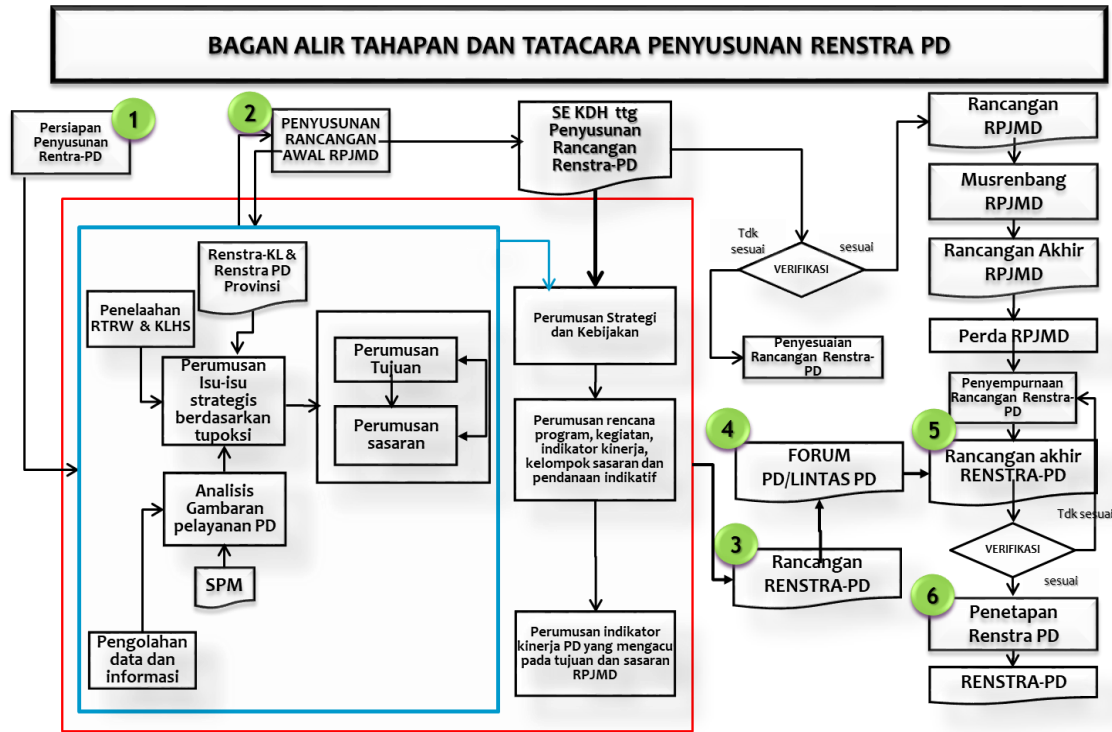 BAGAN ALIR TAHAPAN DAN TATACARA PENYUSUNAN RENSTRA PD
1
Persiapan
Penyusunan
Rentra-PD
2
PENYUSUNAN
RANCANGAN
AWAL RPJMD
SE KDH ttg
Penyusunan
Rancangan
Renstra-PD
Rancangan
RPJMD
Musrenbang
RPJMD
Rancangan Akhir
RPJMD
Perda RPJMD
Tdk
sesuai
sesuai
VERIFIKASI
Penyesuaian
Rancangan Renstra-
PD
Renstra-KL &
Renstra PD
Provinsi
Penelaahan
RTRW & KLHS
Perumusan
Isu-isu
strategis
berdasarkan
tupoksi
Perumusan
Tujuan
Perumusan
sasaran
Analisis
Gambaran
pelayanan PD
SPM
Pengolahan
data dan
informasi
Perumusan Strategi
dan Kebijakan
Perumusan rencana
program, kegiatan,
indikator kinerja,
kelompok sasaran dan
pendanaan indikatif
Perumusan indikator
kinerja PD yang mengacu
pada tujuan dan sasaran
RPJMD
3
Rancangan
RENSTRA-PD
4
FORUM
PD/LINTAS PD
Penyempurnaan
Rancangan Renstra-
PD
5
Rancangan akhir
RENSTRA-PD
Tdk sesuai
VERIFIKASI
sesuai
6
Penetapan
Renstra PD
RENSTRA-PD